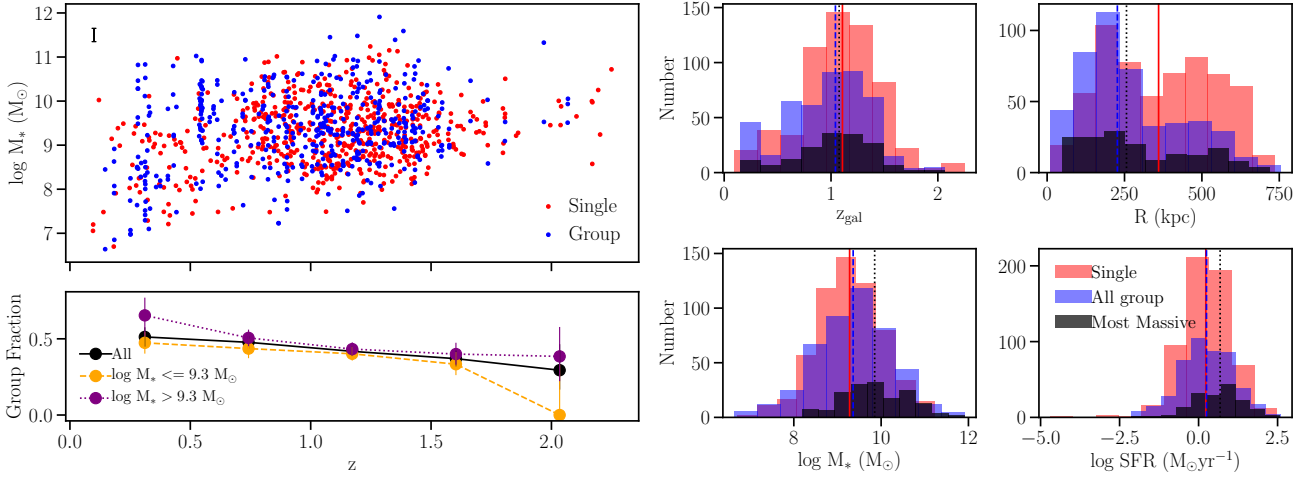 12
11
10
9
8
7
log M* (M⊙)
Single
Group
0.5
0.0
Group Fraction
All
log M* <= 9.3 M⊙
log M* > 9.3 M⊙
0.0 0.5 1.0 1.5 2.0
z
150
100
50
0
Number
0 1 2
z_gal
100
50
0
0 250 500 750
R (kpc)
150
100
50
0
Number
8 10 12
log M* (M⊙)
200
100
0
Single
All group
Most Massive
−5.0 −2.5 0.0 2.5
log SFR (M⊙yr⁻¹)